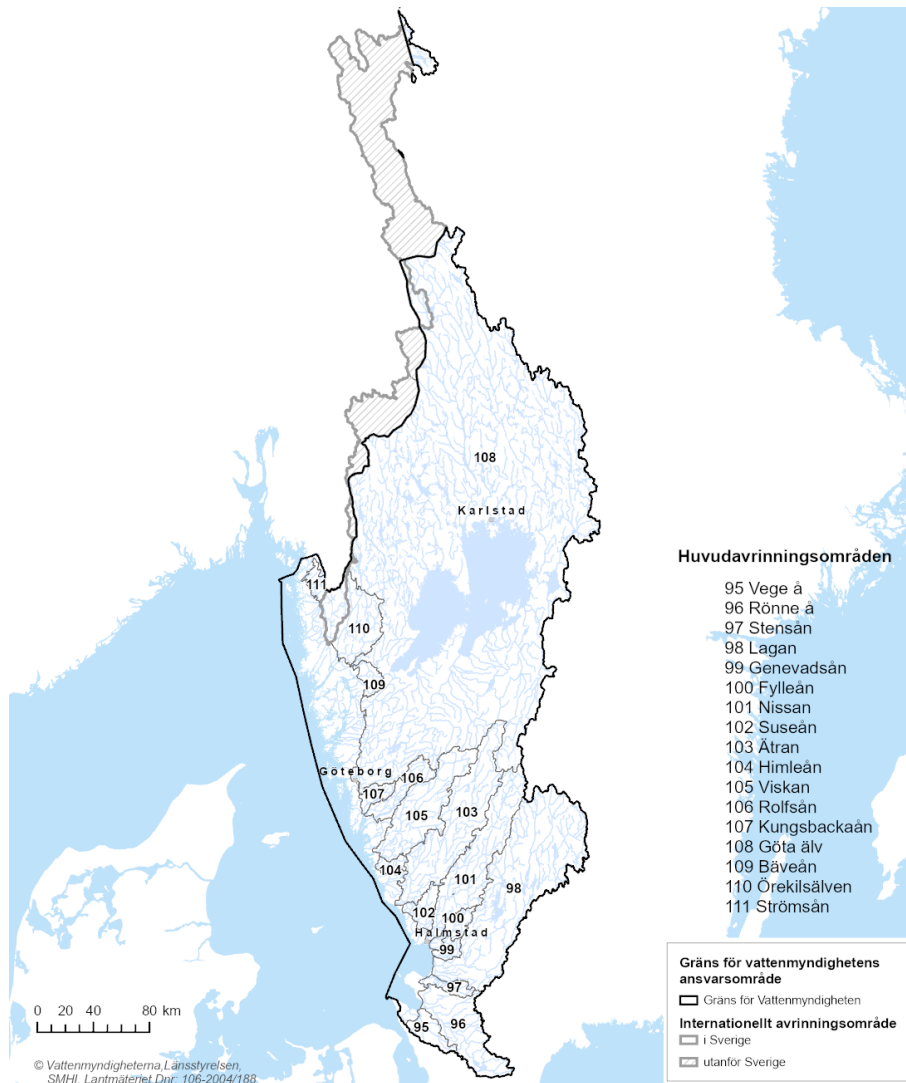 108
Karlstad
111
110
109
Göteborg
106
107
105
103
104
101
98
102
100
Halmstad
99
97
95
96
Huvudavrinningsområden
95 Vege å
96 Rönne å
97 Stensån
98 Lagan
99 Genevadsån
100 Fylleån
101 Nissan
102 Suseån
103 Ätran
104 Himleån
105 Viskan
106 Rolfsån
107 Kungsbackaån
108 Göta älv
109 Bäveån
110 Örekilsälven
111 Strömsån
Gräns för vattenmyndighetens
ansvarsområde
Gräns för Vattenmyndigheten
Internationellt avrinningsområde
i Sverige
utanför Sverige
0 20 40 80 km
© Vattenmyndigheterna,Länsstyrelsen,
SMHI, Lantmäteriet Dnr: 106-2004/188